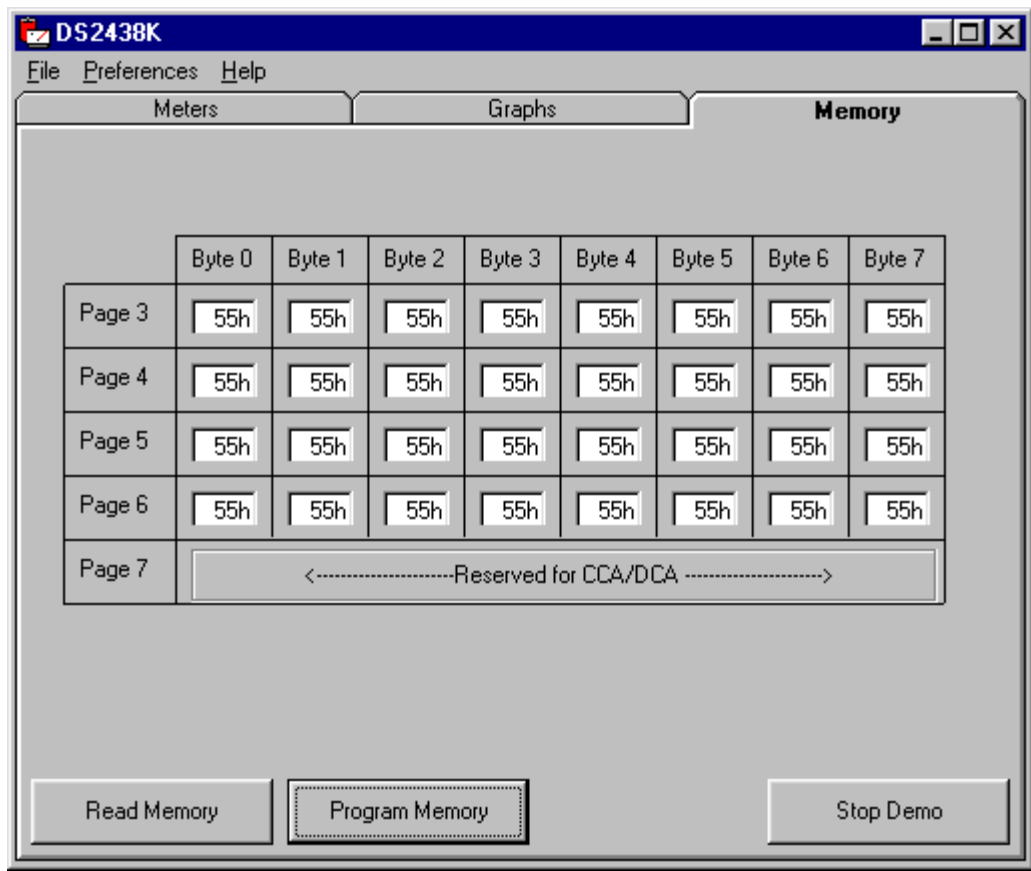 DS2438K
File Preferences Help
Meters Graphs Memory
Byte 0 Byte 1 Byte 2 Byte 3 Byte 4 Byte 5 Byte 6 Byte 7
Page 3 55h 55h 55h 55h 55h 55h 55h 55h
Page 4 55h 55h 55h 55h 55h 55h 55h 55h
Page 5 55h 55h 55h 55h 55h 55h 55h 55h
Page 6 55h 55h 55h 55h 55h 55h 55h 55h
Page 7 <----------------------Reserved for CCA/DCA ---------------------->
Read Memory Program Memory Stop Demo